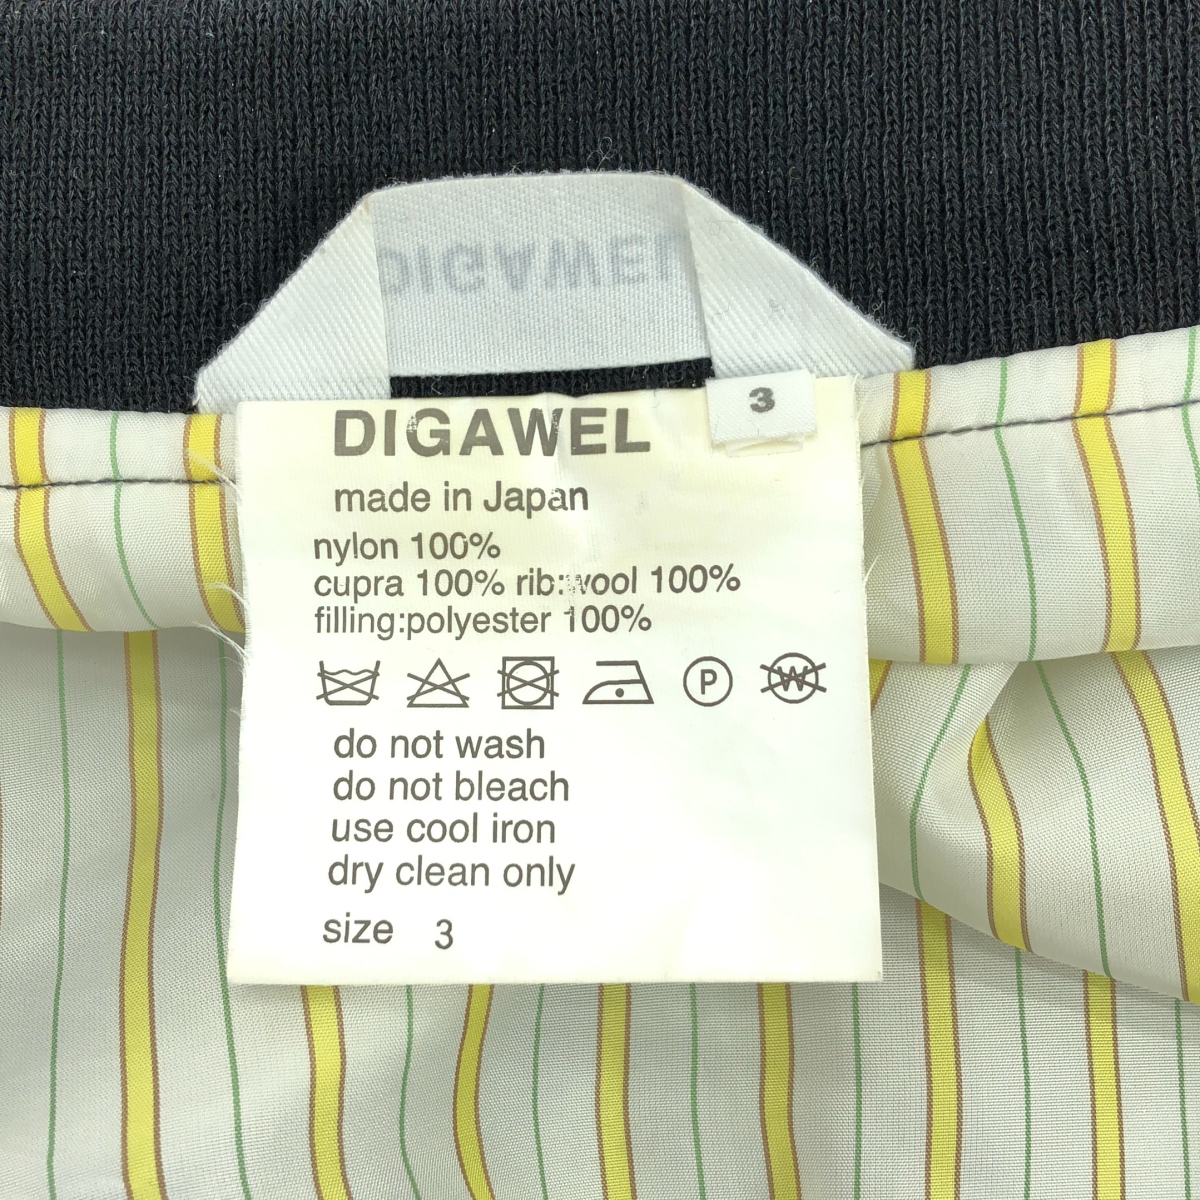 DIGAWEL
3
DIGAWEL
made in Japan
nylon 100%
cupra 100% rib:wool 100%
filling:polyester 100%
P W
do not wash
do not bleach
use cool iron
dry clean only
size 3